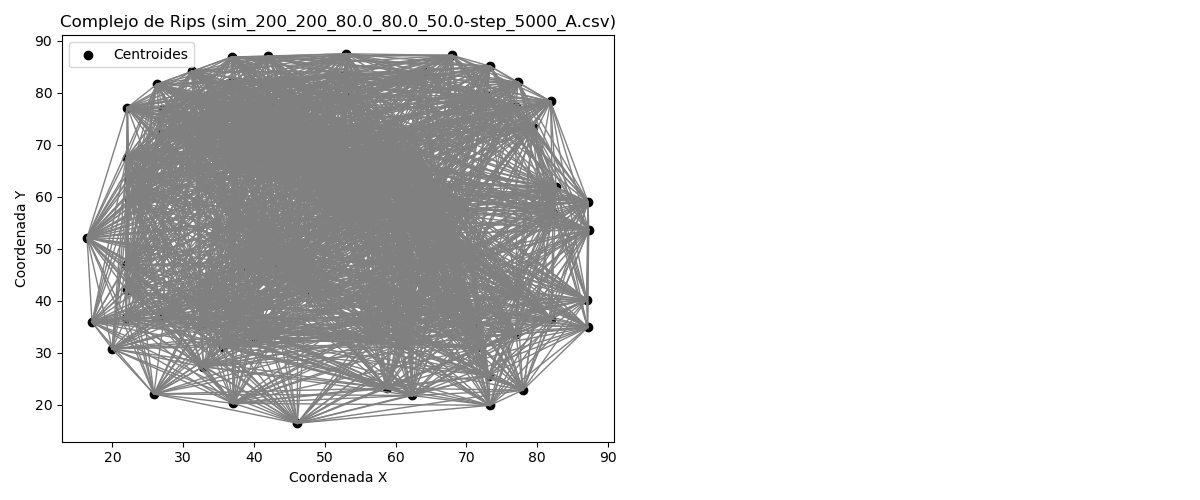 Complejo de Rips (sim_200_200_80.0_80.0_50.0-step_5000_A.csv)
Centroides
90
80
70
60
50
40
30
20
Coordenada Y
20 30 40 50 60 70 80 90
Coordenada X